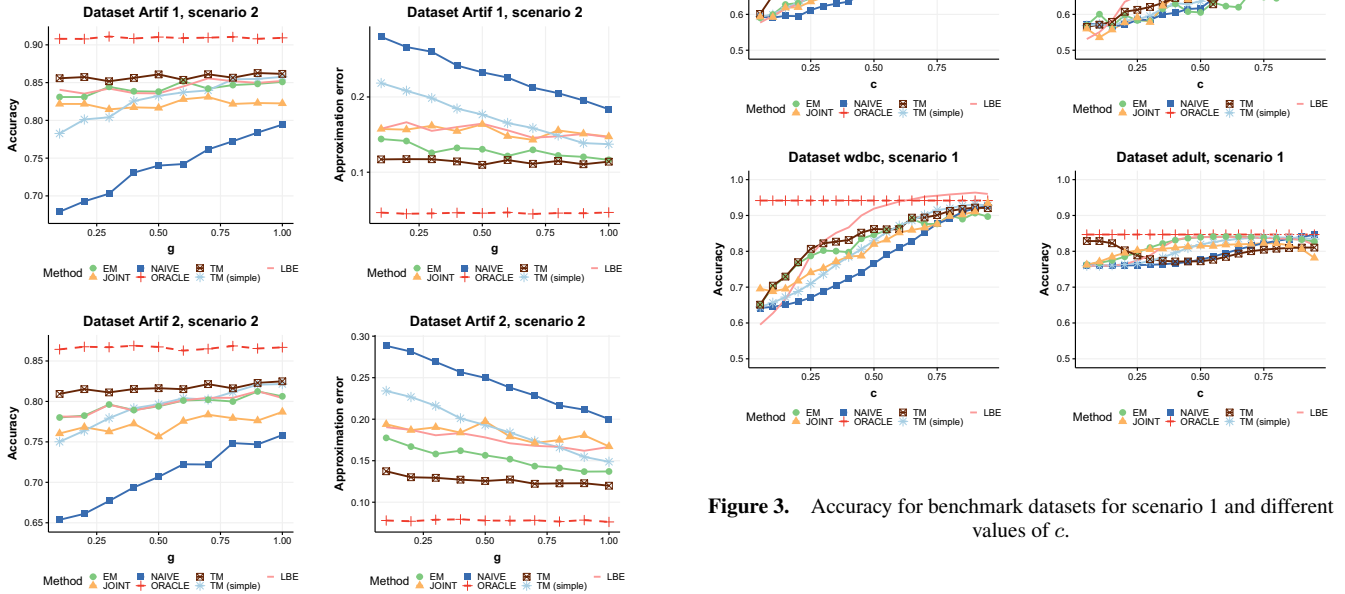 Dataset Artif 1, scenario 2
Accuracy
0.90
0.85
0.80
0.75
0.70
0.25 0.50 0.75 1.00
g
Method EM NAIVE TM LBE
JOINT ORACLE TM (simple)
Dataset Artif 1, scenario 2
Approximation error
0.2
0.1
0.25 0.50 0.75 1.00
g
Method EM NAIVE TM LBE
JOINT ORACLE TM (simple)
Dataset Artif 2, scenario 2
Accuracy
0.85
0.80
0.75
0.70
0.65
0.25 0.50 0.75 1.00
g
Method EM NAIVE TM LBE
JOINT ORACLE TM (simple)
Dataset Artif 2, scenario 2
Approximation error
0.30
0.25
0.20
0.15
0.10
0.25 0.50 0.75 1.00
g
Method EM NAIVE TM LBE
JOINT ORACLE TM (simple)
0.6
0.5
0.25 0.50 0.75
c
Method EM NAIVE TM LBE
JOINT ORACLE TM (simple)
0.6
0.5
0.25 0.50 0.75
c
Method EM NAIVE TM LBE
JOINT ORACLE TM (simple)
Dataset wdbc, scenario 1
Accuracy
1.0
0.9
0.8
0.7
0.6
0.5
0.25 0.50 0.75
c
Method EM NAIVE TM LBE
JOINT ORACLE TM (simple)
Dataset adult, scenario 1
Accuracy
1.0
0.9
0.8
0.7
0.6
0.5
0.25 0.50 0.75
c
Method EM NAIVE TM LBE
JOINT ORACLE TM (simple)
Figure 3. Accuracy for benchmark datasets for scenario 1 and different
values of c.